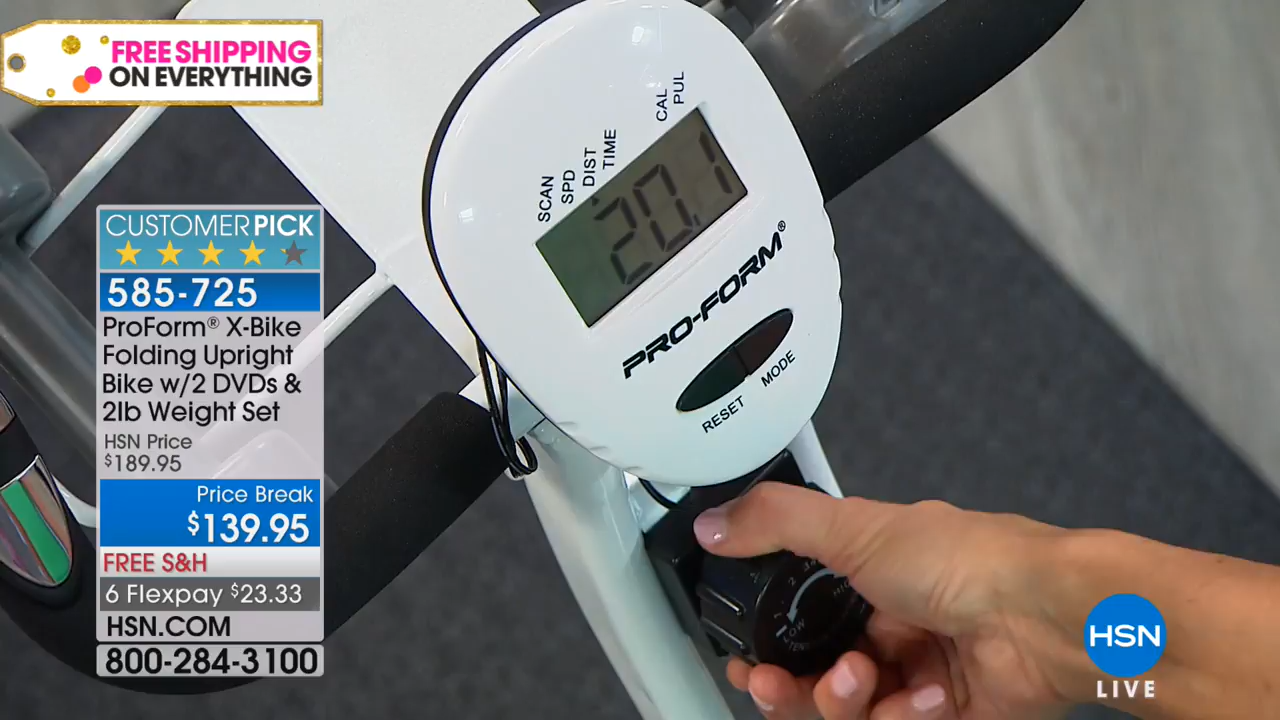 FREE SHIPPING
ON EVERYTHING
CUSTOMER PICK
585-725
ProForm® X-Bike
Folding Upright
Bike w/2 DVDs &
2lb Weight Set
HSN Price
$189.95
Price Break
$139.95
FREE S&H
6 Flexpay $23.33
HSN.COM
800-284-3100
SCAN
SPD
DIST
TIME
CAL
PUL
20.1
PRO-FORM®
RESET
MODE
2
LOW
HSN
LIVE